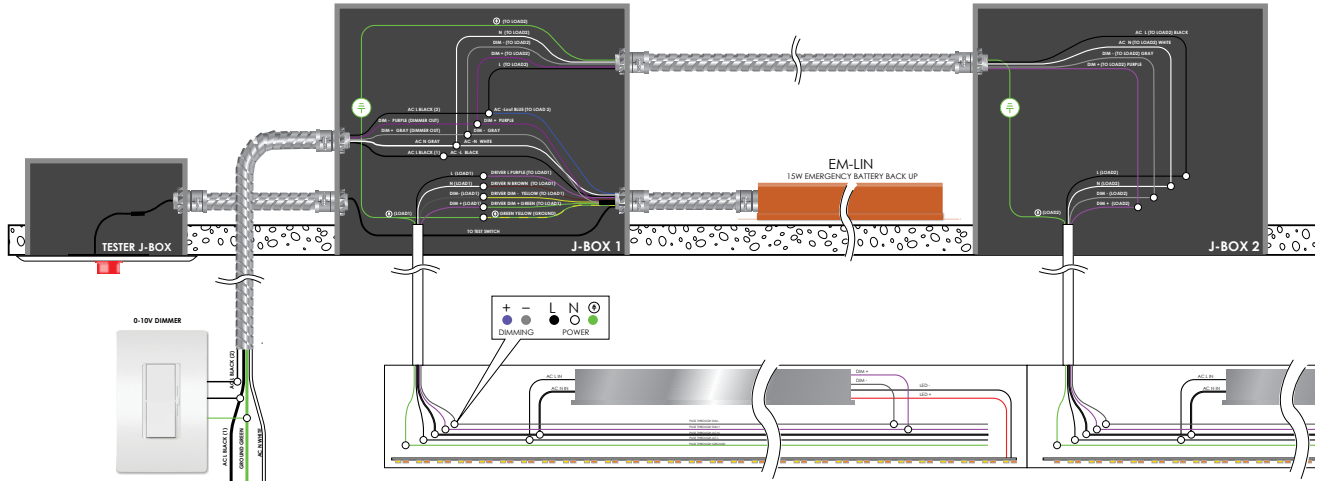 (TO LOAD2)
N (TO LOAD2)
DIM - (TO LOAD2)
DIM + (TO LOAD2)
L (TO LOAD2)
AC L BLACK (2)
AC -Lout BLUE (TO LOAD 2)
DIM - PURPLE (DIMMER OUT)
DIM + PURPLE
DIM + GRAY (DIMMER OUT)
DIM - GRAY
AC N GRAY
AC -N WHITE
AC L BLACK (1)
AC -L BLACK
L (LOAD1)
DRIVER L PURPLE (TO LOAD1)
N (LOAD1)
DRIVER N BROWN (TO LOAD1)
DIM- (LOAD1)
DRIVER DIM - YELLOW (TO LOAD1)
DIM + (LOAD1)
DRIVER DIM + GREEN (TO LOAD1)
(LOAD1)
GREEN YELLOW (GROUND)
TO TEST SWITCH
J-BOX 1
TESTER J-BOX
EM-LIN
15W EMERGENCY BATTERY BACK UP
AC L (TO LOAD2) BLACK
AC N (TO LOAD2) WHITE
DIM - (TO LOAD2) GRAY
DIM + (TO LOAD2) PURPLE
L (LOAD2)
N (LOAD2)
DIM - (LOAD2)
DIM + (LOAD2)
(LOAD2)
J-BOX 2
0-10V DIMMER
AC L BLACK (2)
AC L BLACK (1)
GROUND GREEN
AC N WHITE
+ − L N
DIMMING POWER
AC L IN
AC N IN
DIM +
DIM-
LED -
LED +
AC L IN
AC N IN